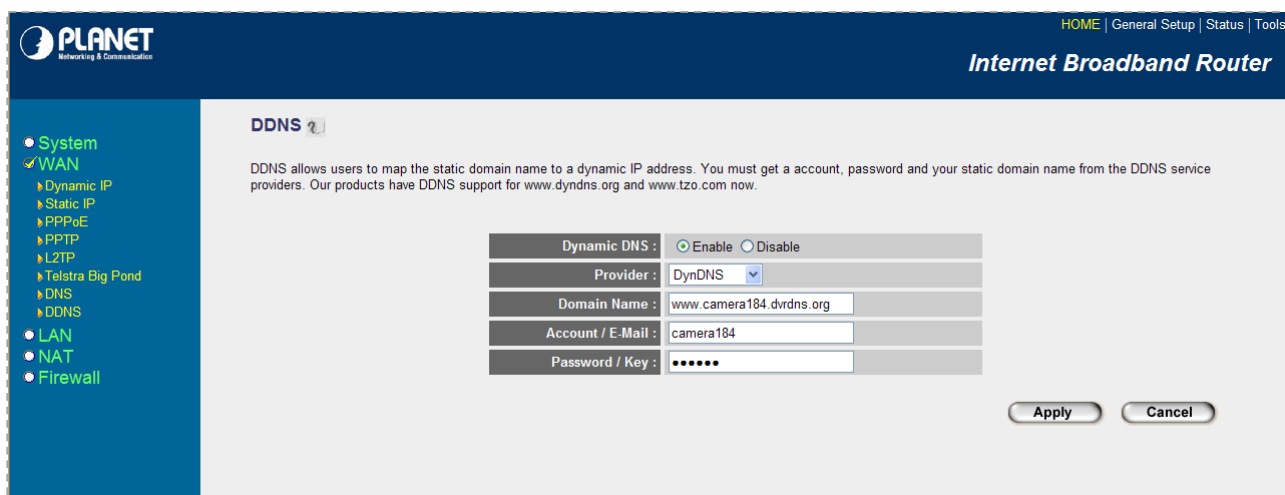 PLANET
Networking & Communication
HOME | General Setup | Status | Tools
Internet Broadband Router
System
WAN
Dynamic IP
Static IP
PPPoE
PPTP
L2TP
Telstra Big Pond
DNS
DDNS
LAN
NAT
Firewall
DDNS
DDNS allows users to map the static domain name to a dynamic IP address. You must get a account, password and your static domain name from the DDNS service
providers. Our products have DDNS support for www.dyndns.org and www.tzo.com now.
Dynamic DNS : Enable Disable
Provider : DynDNS
Domain Name : www.camera184.dvrdns.org
Account / E-Mail : camera184
Password / Key : ••••••
Apply Cancel